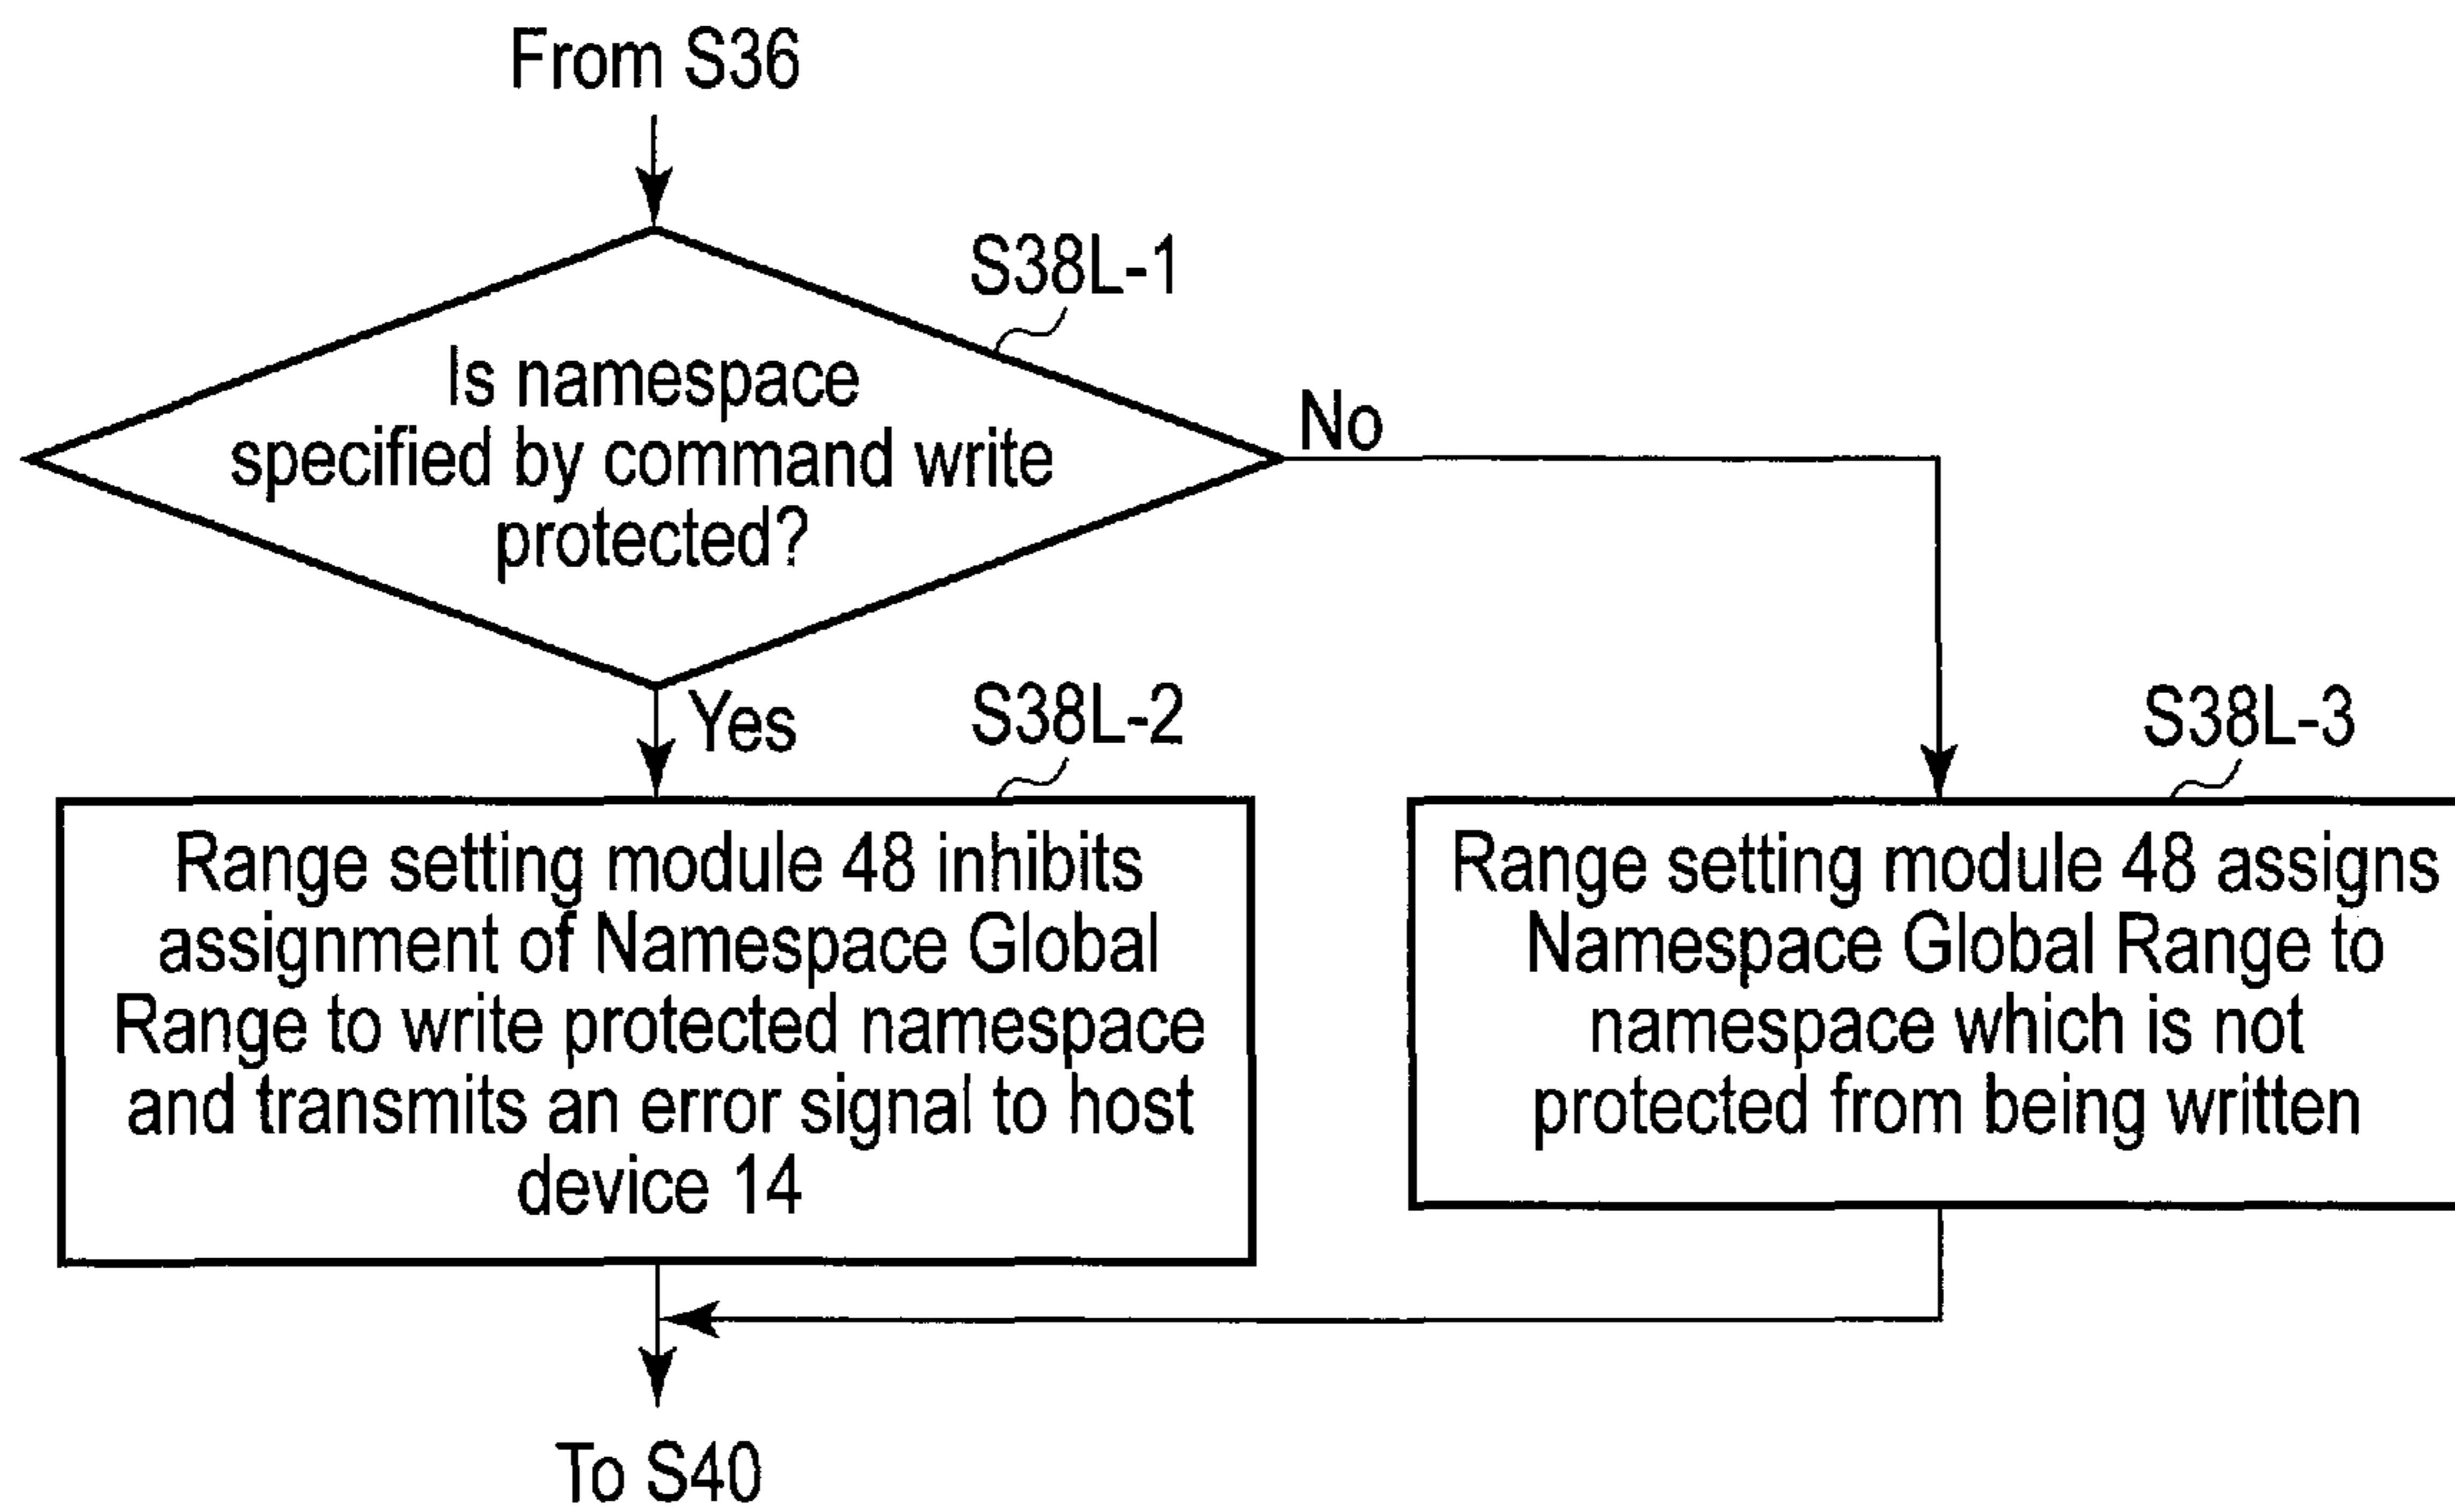 From S36
S38L-1
Is namespace
specified by command write
protected?
No
Yes
S38L-2
S38L-3
Range setting module 48 inhibits
assignment of Namespace Global
Range to write protected namespace
and transmits an error signal to host
device 14
Range setting module 48 assigns
Namespace Global Range to
namespace which is not
protected from being written
To S40